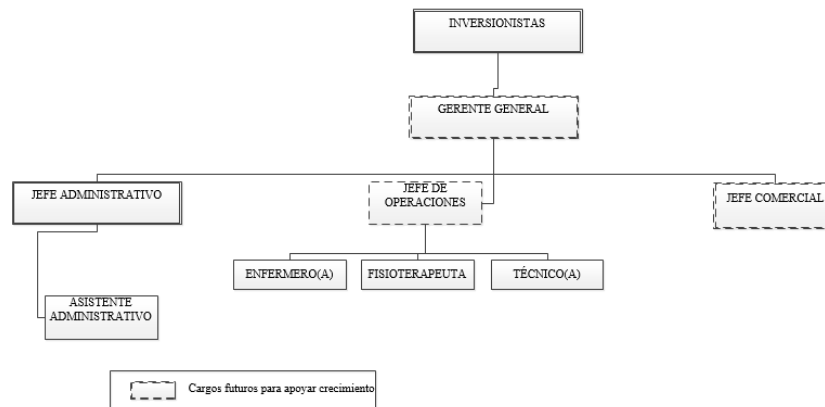 INVERSIONISTAS
GERENTE GENERAL
JEFE ADMINISTRATIVO
JEFE DE
OPERACIONES
JEFE COMERCIAL
ENFERMERO(A)
FISIOTERAPEUTA
TÉCNICO(A)
ASISTENTE
ADMINISTRATIVO
Cargos futuros para apoyar crecimiento